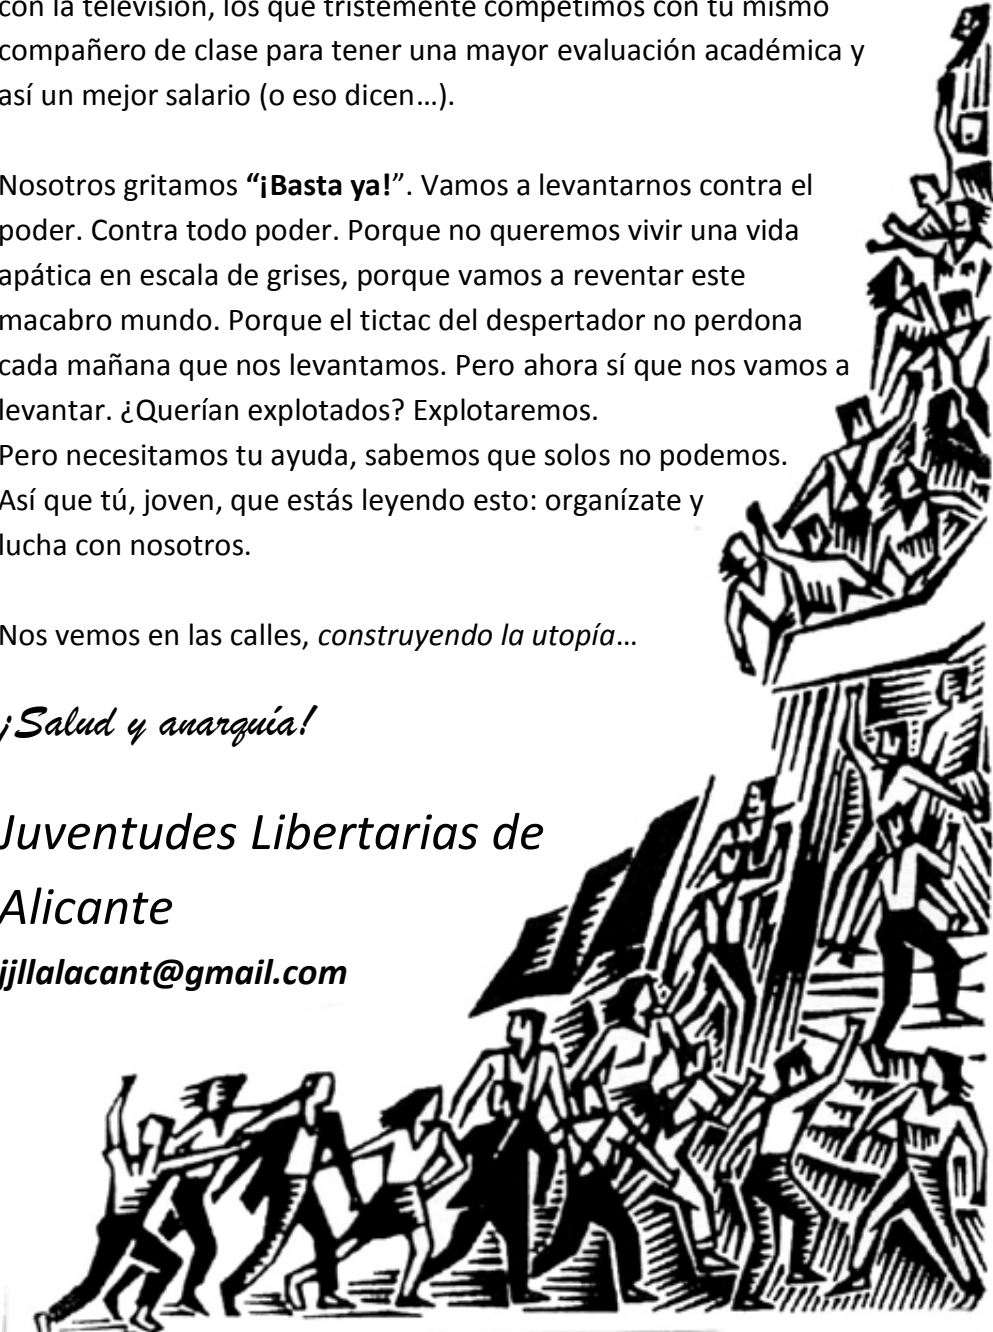 con la televisión, los que tristemente competimos con tu mismo
compañero de clase para tener una mayor evaluación académica y
así un mejor salario (o eso dicen…).
Nosotros gritamos “¡Basta ya!”. Vamos a levantarnos contra el
poder. Contra todo poder. Porque no queremos vivir una vida
apática en escala de grises, porque vamos a reventar este
macabro mundo. Porque el tictac del despertador no perdona
cada mañana que nos levantamos. Pero ahora sí que nos vamos a
levantar. ¿Querían explotados? Explotaremos.
Pero necesitamos tu ayuda, sabemos que solos no podemos.
Así que tú, joven, que estás leyendo esto: organízate y
lucha con nosotros.
Nos vemos en las calles, construyendo la utopía…
¡Salud y anarquía!
Juventudes Libertarias de
Alicante
jjllalacant@gmail.com